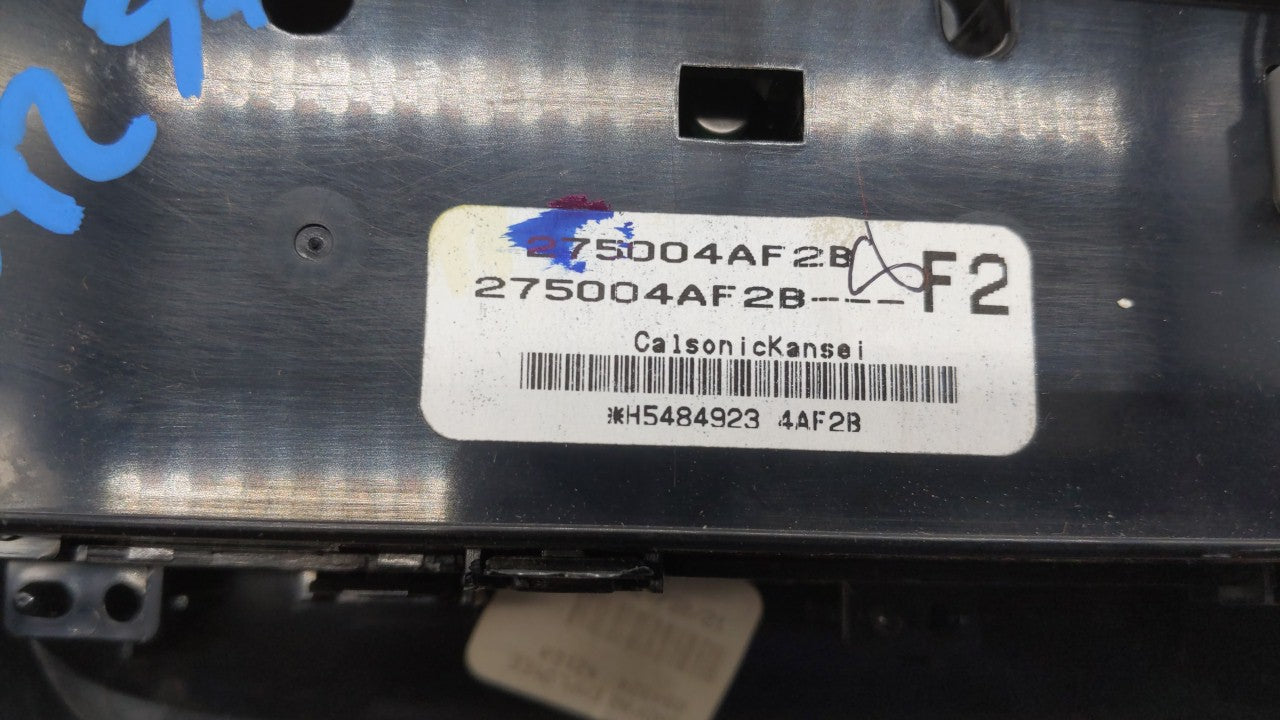 275004AF2B
275004AF2B--- F2
CalsonicKansei
*H5484923 4AF2B